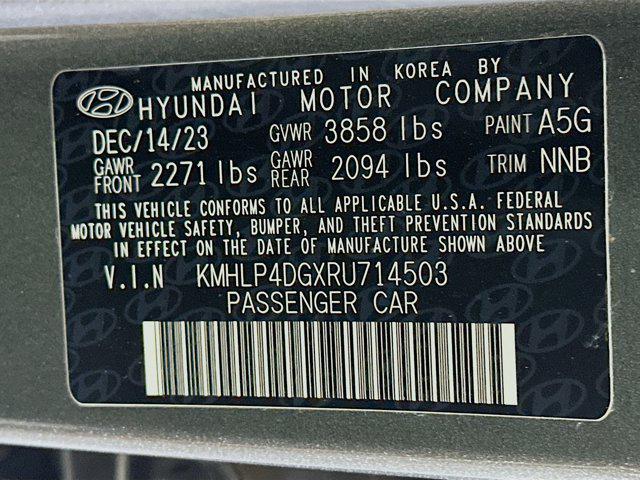 MANUFACTURED IN KOREA BY
HYUNDAI MOTOR COMPANY
DEC/14/23 GVWR 3858 lbs PAINT A5G
GAWR FRONT 2271 lbs GAWR REAR 2094 lbs TRIM NNB
THIS VEHICLE CONFORMS TO ALL APPLICABLE U.S.A. FEDERAL
MOTOR VEHICLE SAFETY, BUMPER, AND THEFT PREVENTION STANDARDS
IN EFFECT ON THE DATE OF MANUFACTURE SHOWN ABOVE.
V.I.N KMHLP4DGXRU714503
PASSENGER CAR